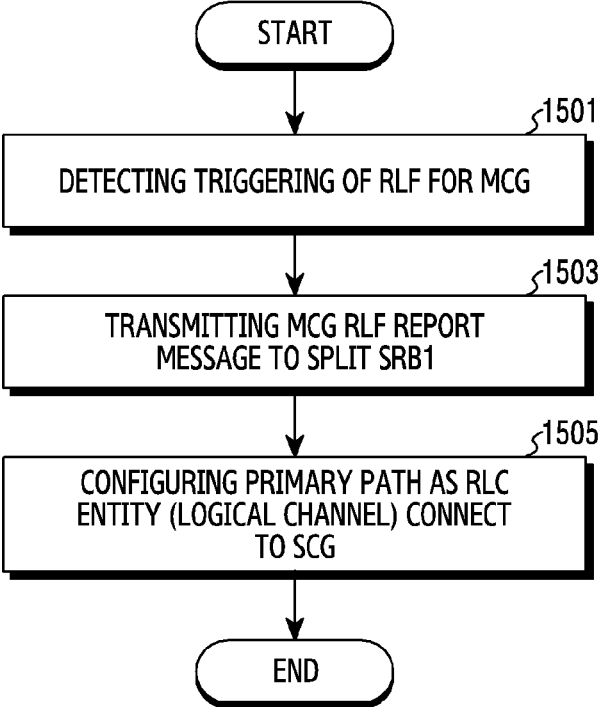 START
1501
DETECTING TRIGGERING OF RLF FOR MCG
1503
TRANSMITTING MCG RLF REPORT
MESSAGE TO SPLIT SRB1
1505
CONFIGURING PRIMARY PATH AS RLC
ENTITY (LOGICAL CHANNEL) CONNECT
TO SCG
END